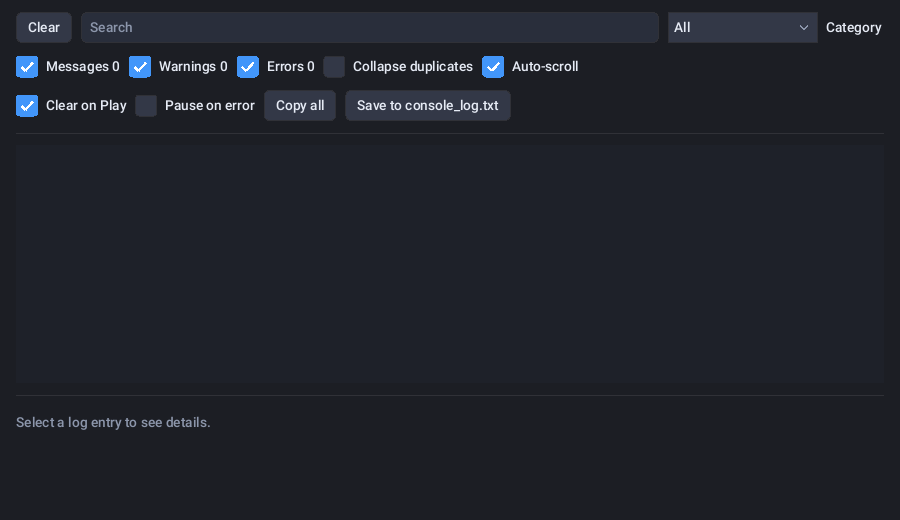 Clear Search All Category
Messages 0 Warnings 0 Errors 0 Collapse duplicates Auto-scroll
Clear on Play Pause on error Copy all Save to console_log.txt
Select a log entry to see details.